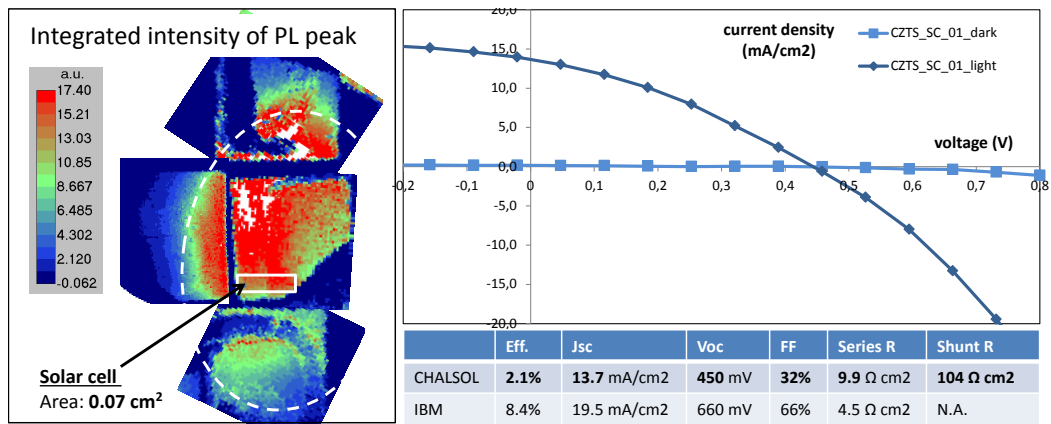 Integrated intensity of PL peak
a.u.
17.40
15.21
13.03
10.85
8.667
6.485
4.302
2.120
-0.062
Solar cell
Area: 0.07 cm²
current density
(mA/cm2)
CZTS_SC_01_dark
CZTS_SC_01_light
voltage (V)
20,0
15,0
10,0
5,0
0,0
-5,0
-10,0
-15,0
-20,0
-0,2 -0,1 0 0,1 0,2 0,3 0,4 0,5 0,6 0,7 0,8
Eff. Jsc Voc FF Series R Shunt R
CHALSOL 2.1% 13.7 mA/cm2 450 mV 32% 9.9 Ω cm2 104 Ω cm2
IBM 8.4% 19.5 mA/cm2 660 mV 66% 4.5 Ω cm2 N.A.